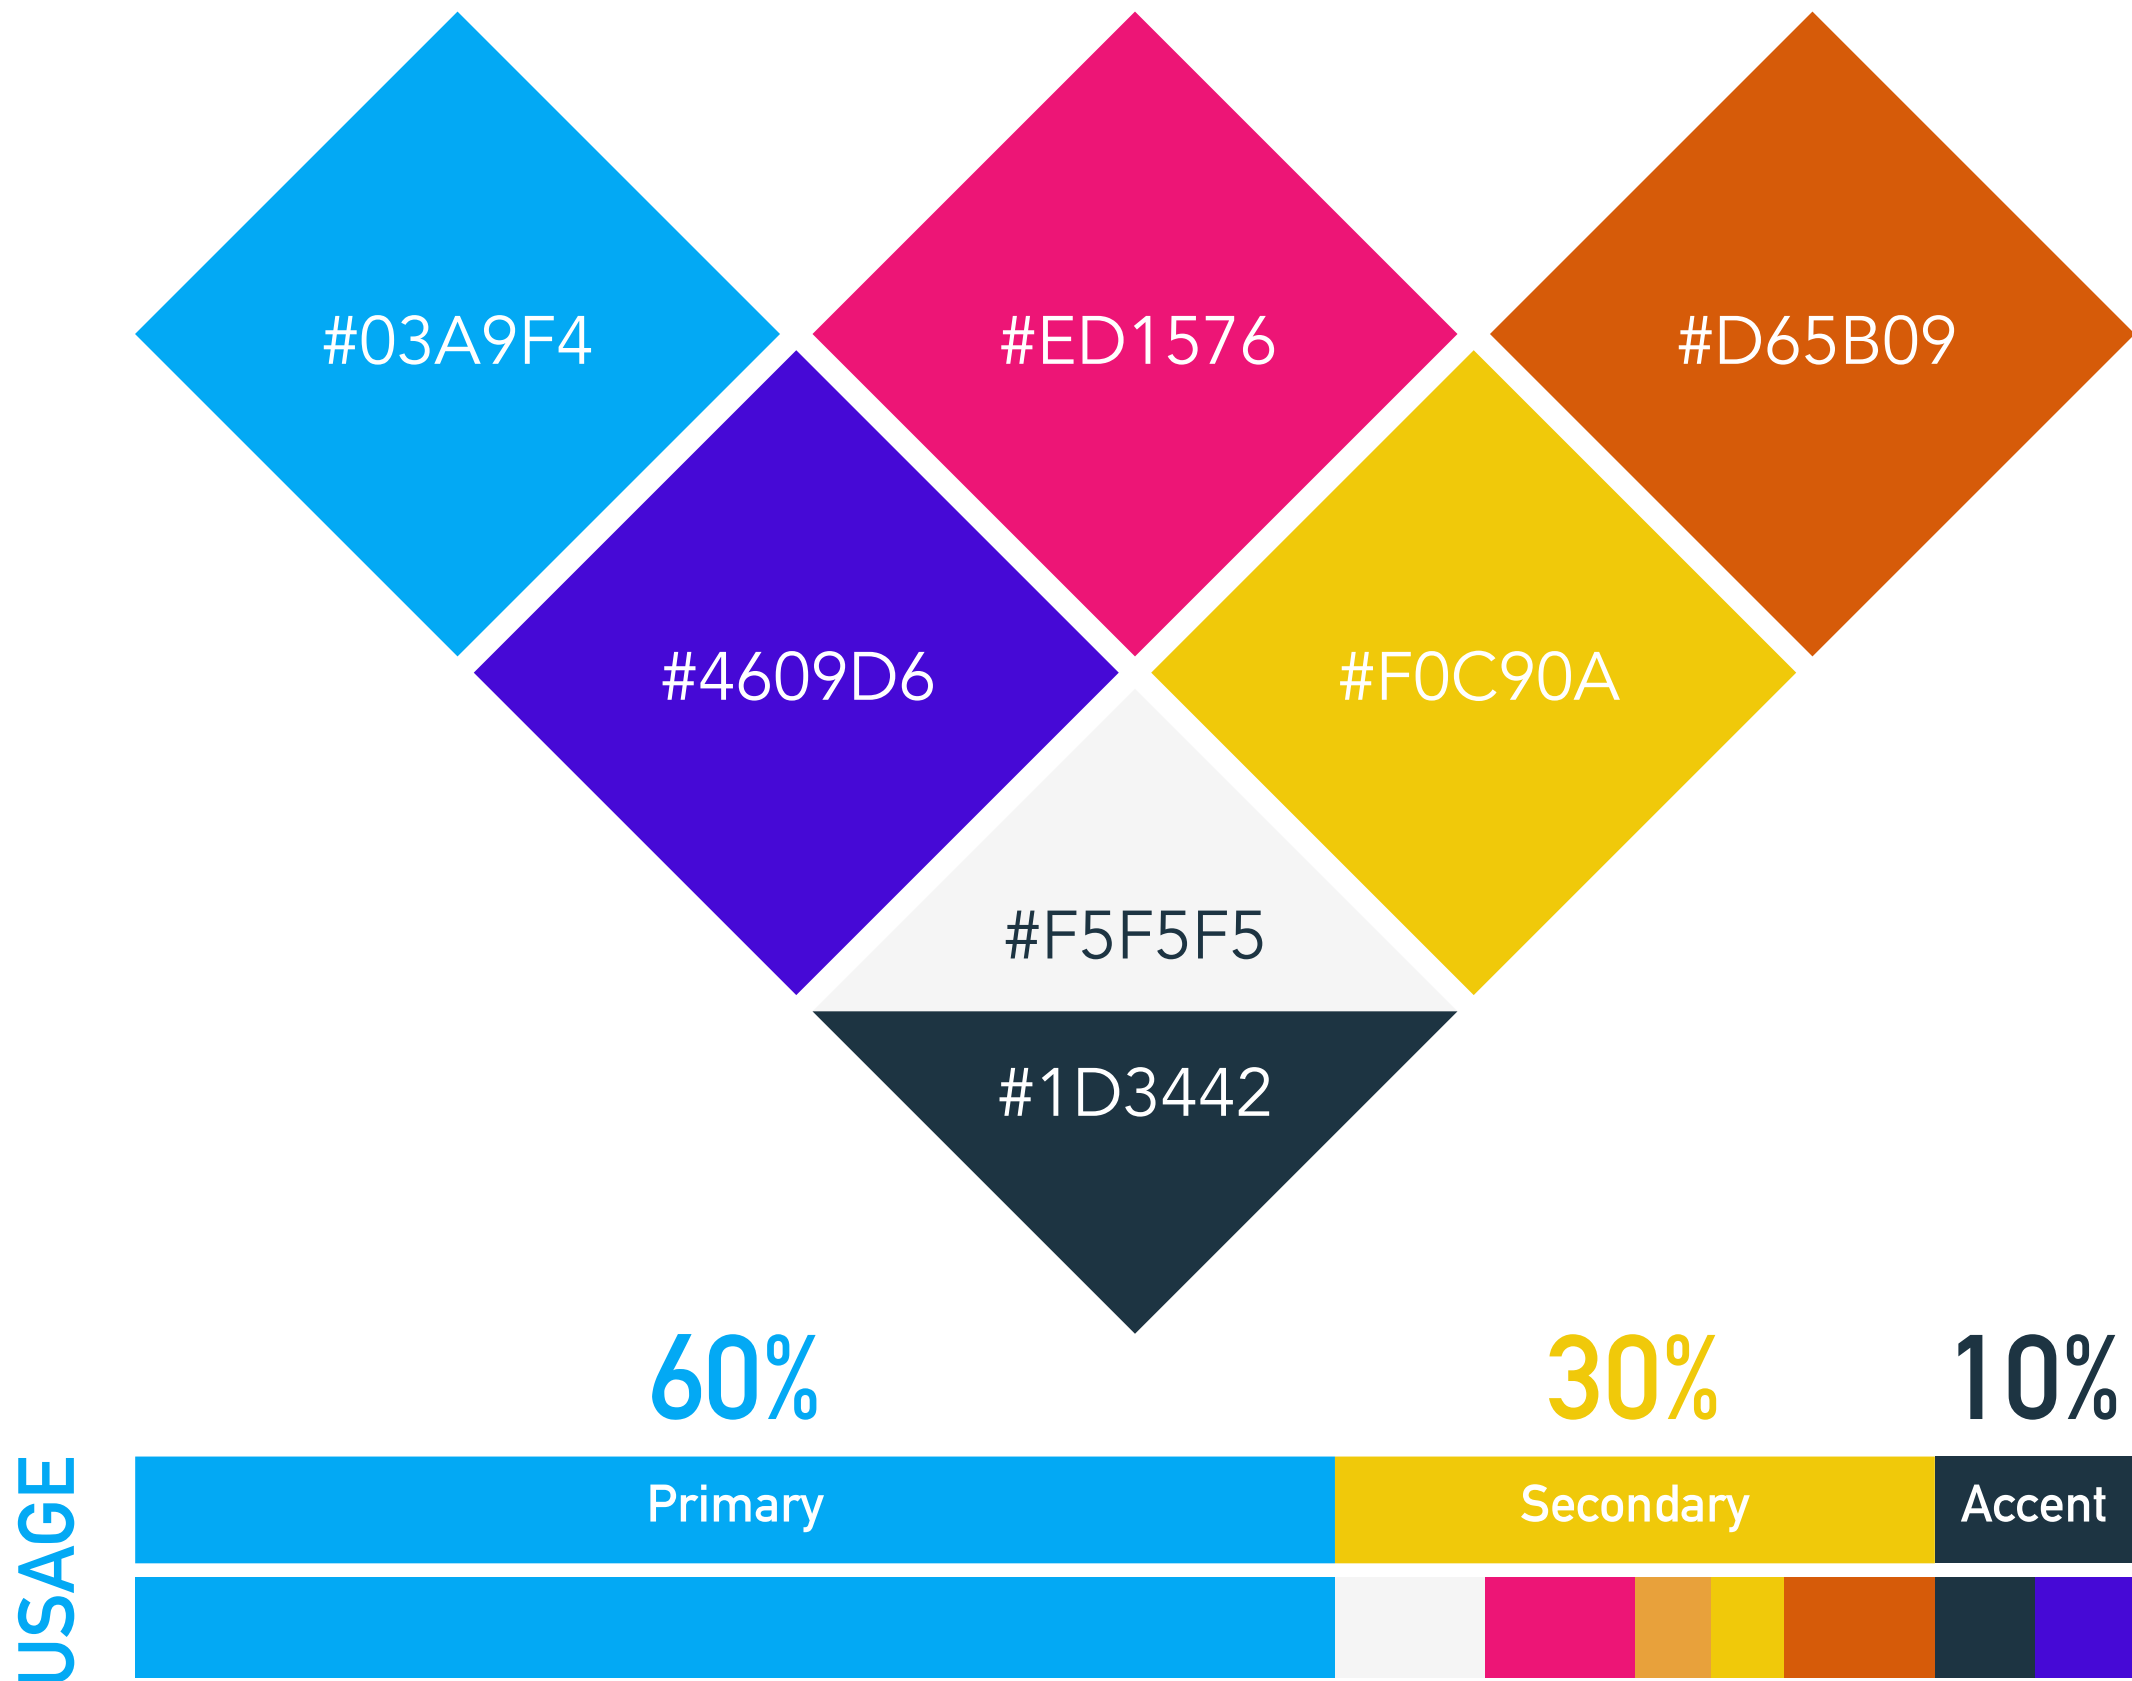 #03A9F4
#ED1576
#D65B09
#4609D6
#F0C90A
#F5F5F5
#1D3442
60%
30%
10%
USAGE
Primary
Secondary
Accent